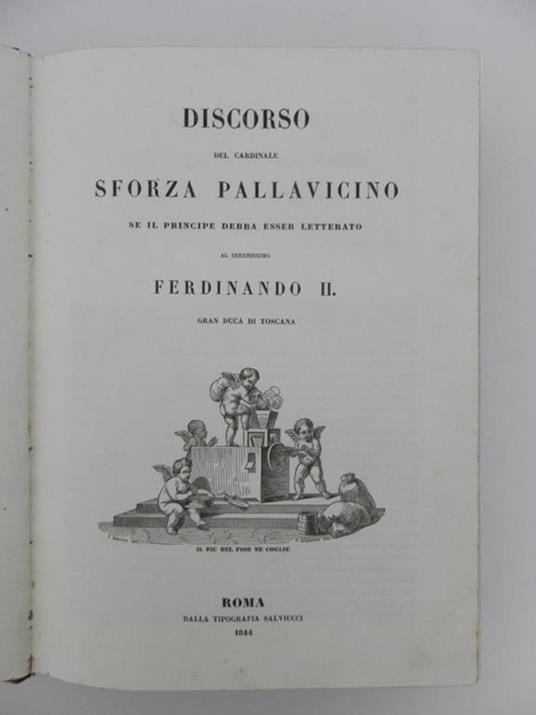 DISCORSO
DEL CARDINALE
SFORZA PALLAVICINO
SE IL PRINCIPE DEBBA ESSER LETTERATO
AL SERENISSIMO
FERDINANDO II.
GRAN DUCA DI TOSCANA
IL PIÙ BEL FIOR NE COGLIE
ROMA
DALLA TIPOGRAFIA SALVIUCCI
1844